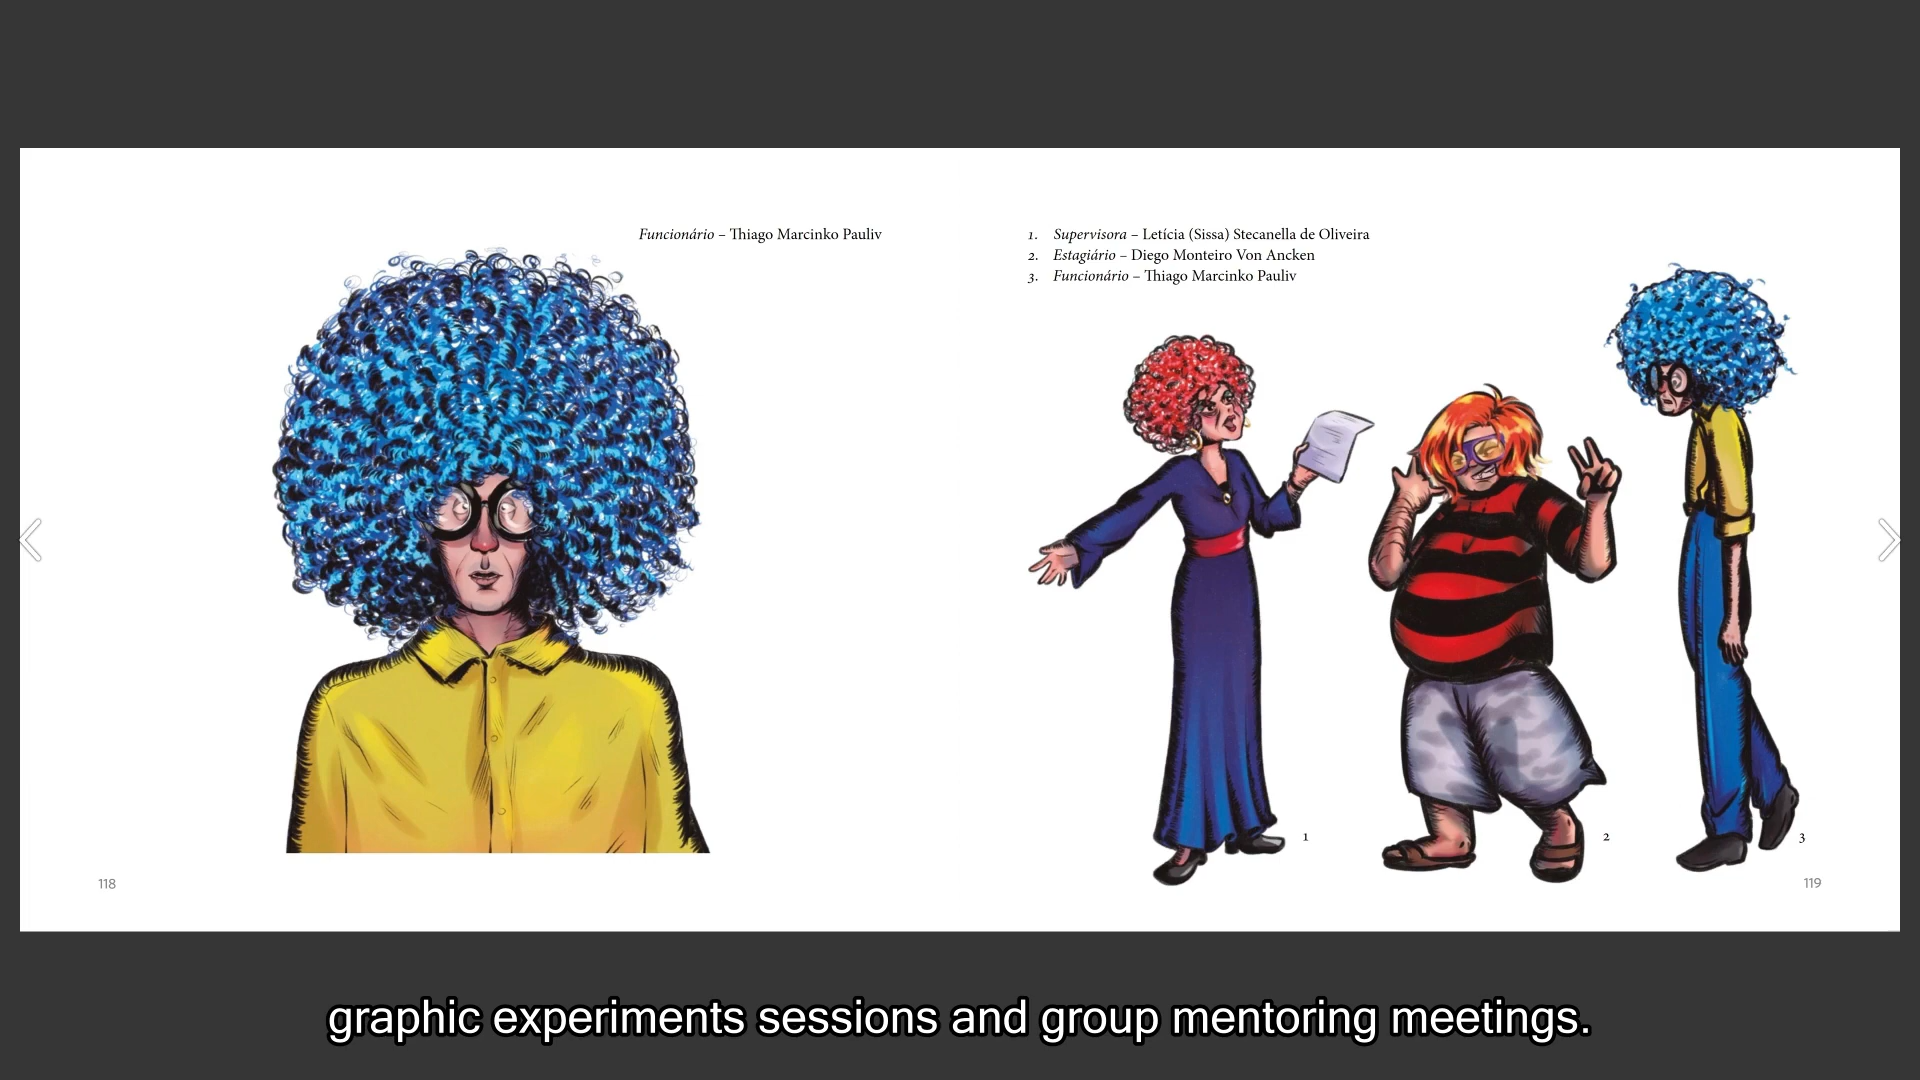 Funcionário – Thiago Marcinko Pauliv
1. Supervisora – Letícia (Sissa) Stecanella de Oliveira
2. Estagiário – Diego Monteiro Von Ancken
3. Funcionário – Thiago Marcinko Pauliv
1
2
3
118
119
graphic experiments sessions and group mentoring meetings.